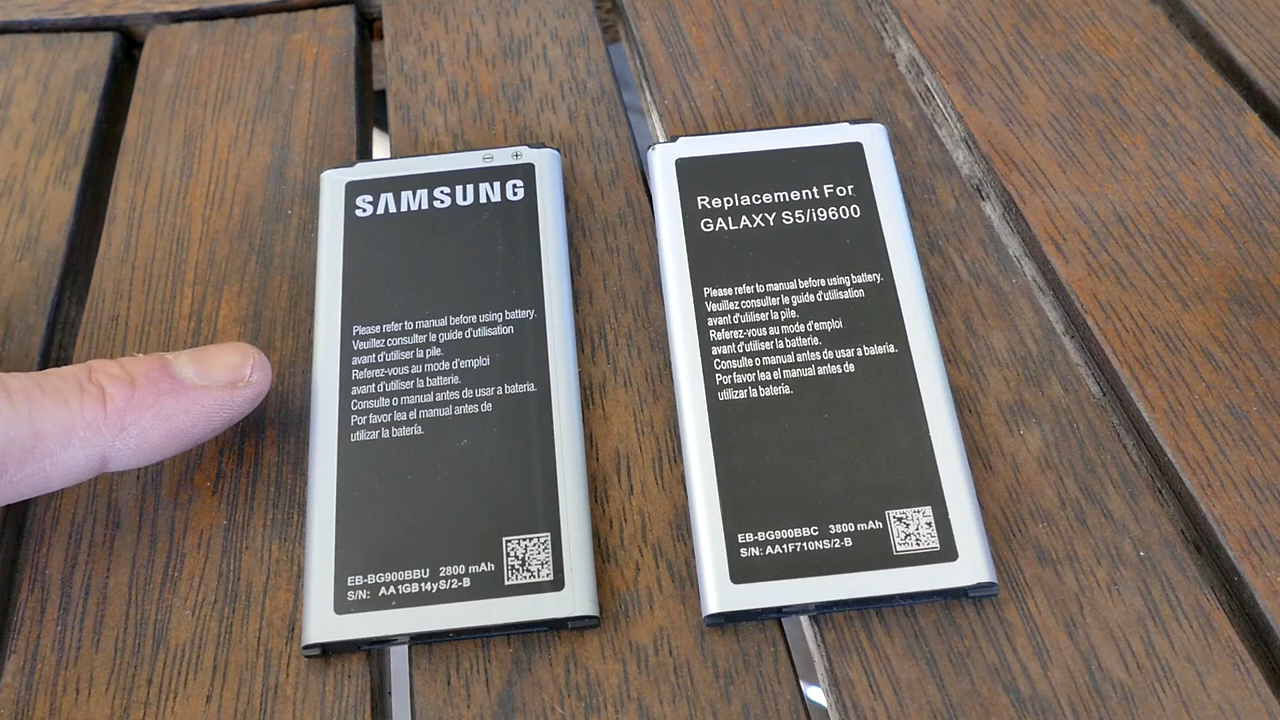 SAMSUNG
Please refer to manual before using battery.
Veuillez consulter le guide d'utilisation
avant d'utiliser la pile.
Referez-vous au mode d'emploi
avant d'utiliser la batterie.
Consulte o manual antes de usar a bateria.
Por favor lea el manual antes de
utilizar la batería.
EB-BG900BBU 2800 mAh
S/N: AA1GB14yS/2-B
Replacement For
GALAXY S5/i9600
Please refer to manual before using battery.
Veuillez consulter le guide d'utilisation
avant d'utiliser la pile.
Referez-vous au mode d'emploi
avant d'utiliser la batterie.
Consulte o manual antes de usar a bateria.
Por favor lea el manual antes de
utilizar la batería.
EB-BG900BBC 3800 mAh
S/N: AA1F710NS/2-B